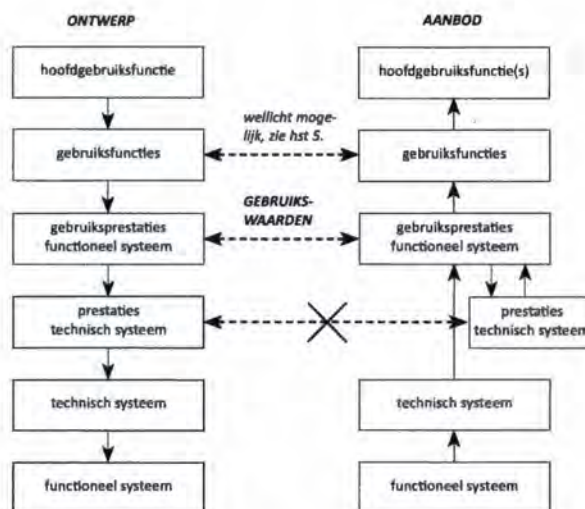 ONTWERP
AANBOD
hoofdgebruiksfunctie
hoofdgebruiksfunctie(s)
wellicht moge-
lijk, zie hst 5.
gebruiksfuncties
gebruiksfuncties
GEBRUIKS-
WAARDEN
gebruiksprestaties
functioneel systeem
gebruiksprestaties
functioneel systeem
prestaties
technisch systeem
prestaties
technisch systeem
technisch systeem
technisch systeem
functioneel systeem
functioneel systeem